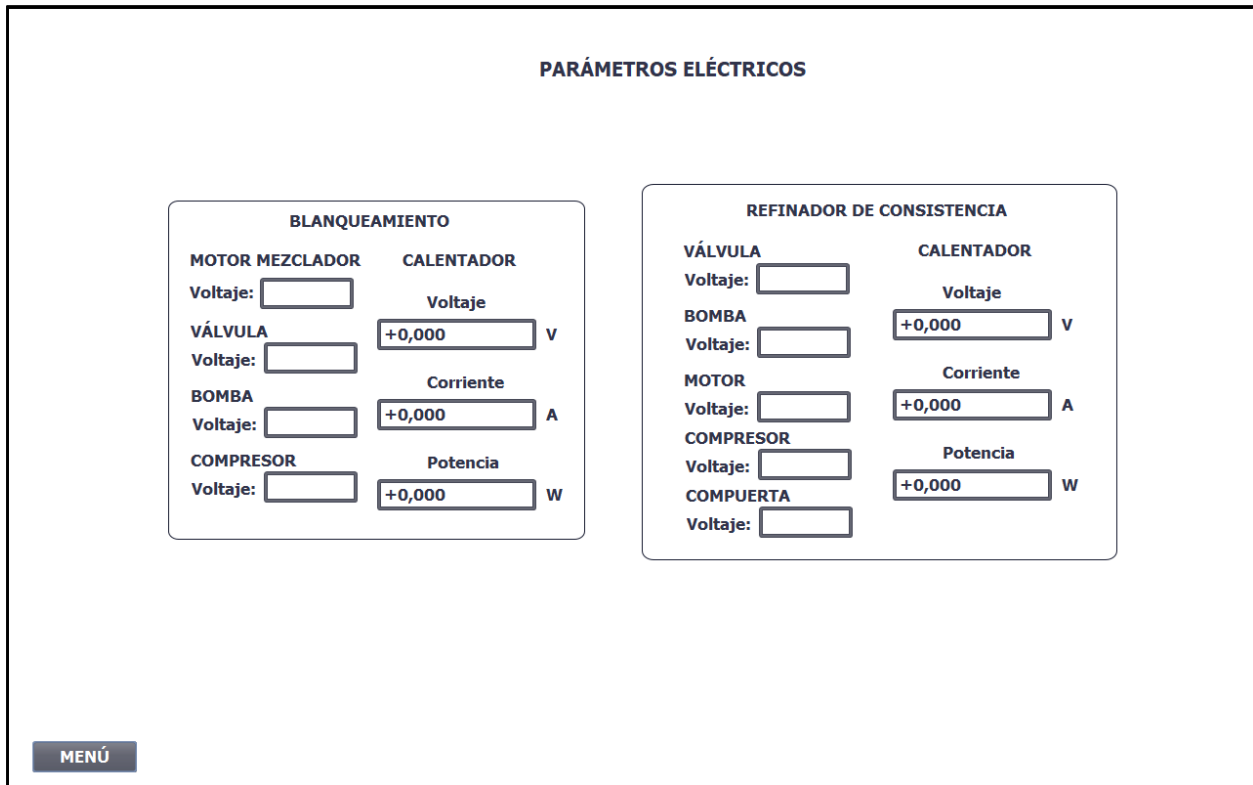 PARÁMETROS ELÉCTRICOS
BLANQUEAMIENTO
MOTOR MEZCLADOR
Voltaje:
VÁLVULA
Voltaje:
BOMBA
Voltaje:
COMPRESOR
Voltaje:
CALENTADOR
Voltaje
+0,000 V
Corriente
+0,000 A
Potencia
+0,000 W
REFINADOR DE CONSISTENCIA
VÁLVULA
Voltaje:
BOMBA
Voltaje:
MOTOR
Voltaje:
COMPRESOR
Voltaje:
COMPUERTA
Voltaje:
CALENTADOR
Voltaje
+0,000 V
Corriente
+0,000 A
Potencia
+0,000 W
MENÚ